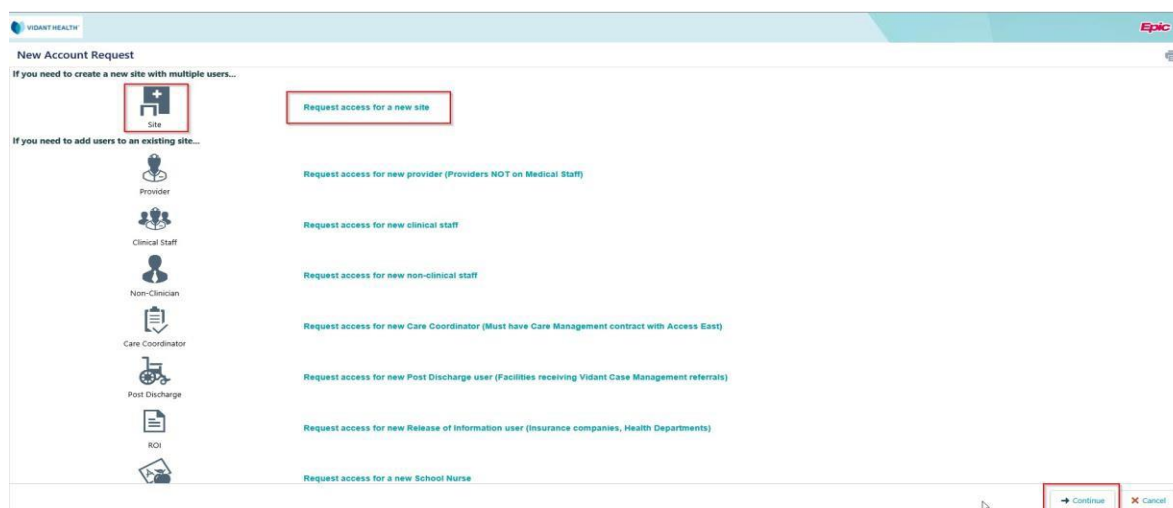 VIDANT HEALTH
Epic
New Account Request
If you need to create a new site with multiple users...
Site
Request access for a new site
If you need to add users to an existing site...
Provider
Request access for new provider (Providers NOT on Medical Staff)
Clinical Staff
Request access for new clinical staff
Non-Clinician
Request access for new non-clinical staff
Care Coordinator
Request access for new Care Coordinator (Must have Care Management contract with Access East)
Post Discharge
Request access for new Post Discharge user (Facilities receiving Vidant Case Management referrals)
ROI
Request access for new Release of Information user (Insurance companies, Health Departments)
Request access for a new School Nurse
Continue
Cancel